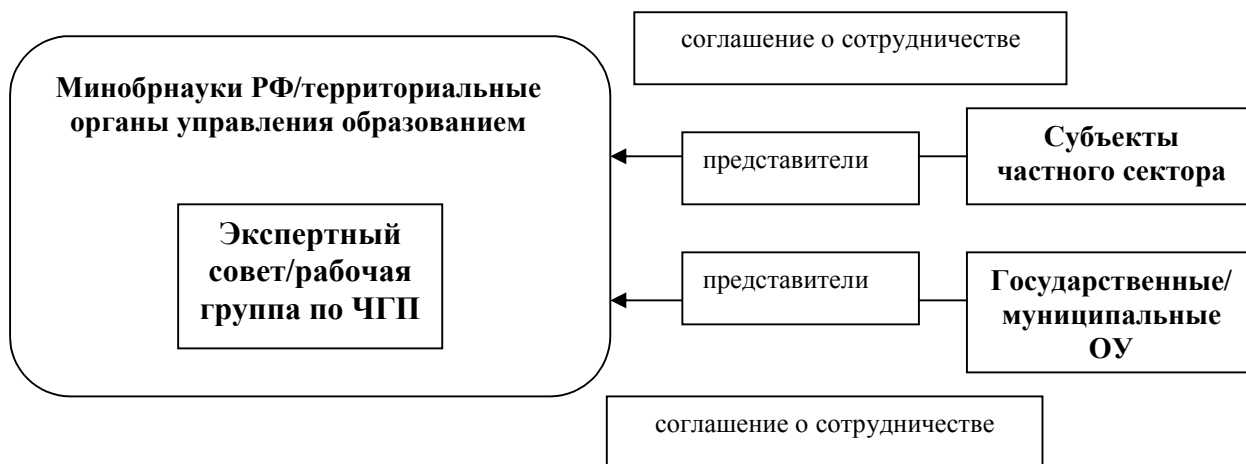 соглашение о сотрудничестве
Минобрнауки РФ/территориальные
органы управления образованием
представители
Субъекты
частного сектора
Экспертный
совет/рабочая
группа по ЧГП
представители
Государственные/
муниципальные
ОУ
соглашение о сотрудничестве